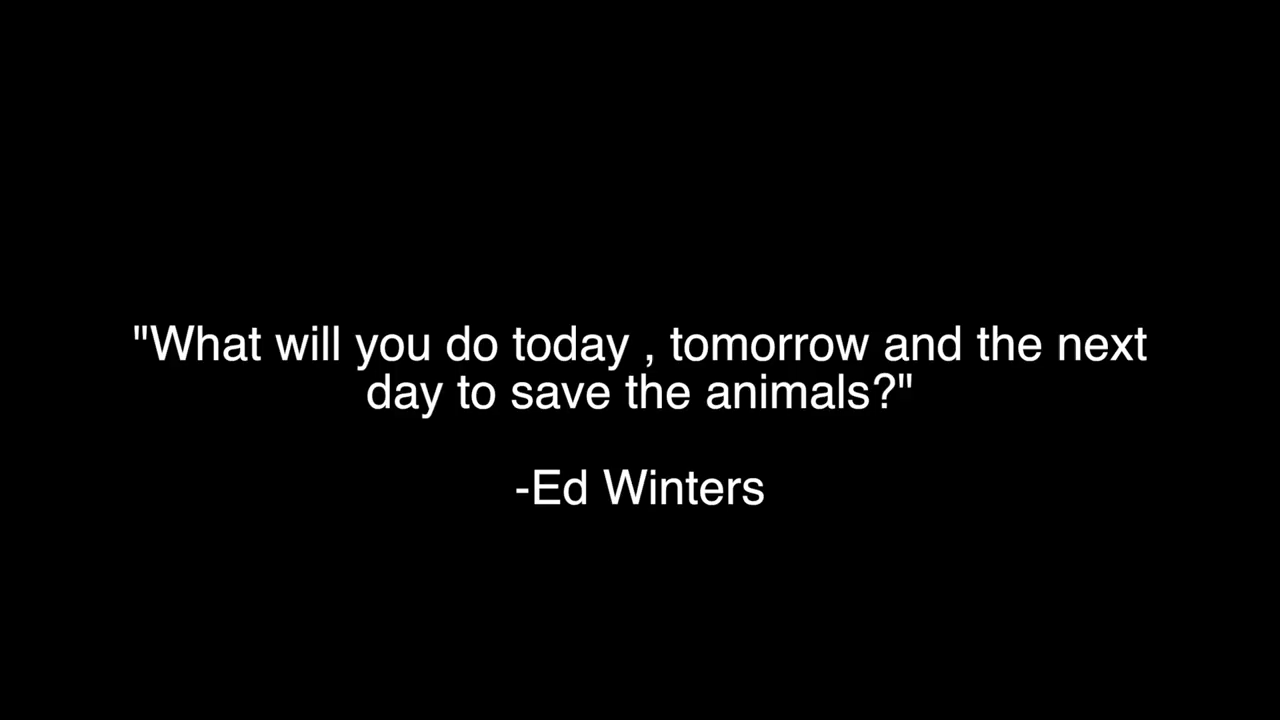 "What will you do today , tomorrow and the next
day to save the animals?"
-Ed Winters